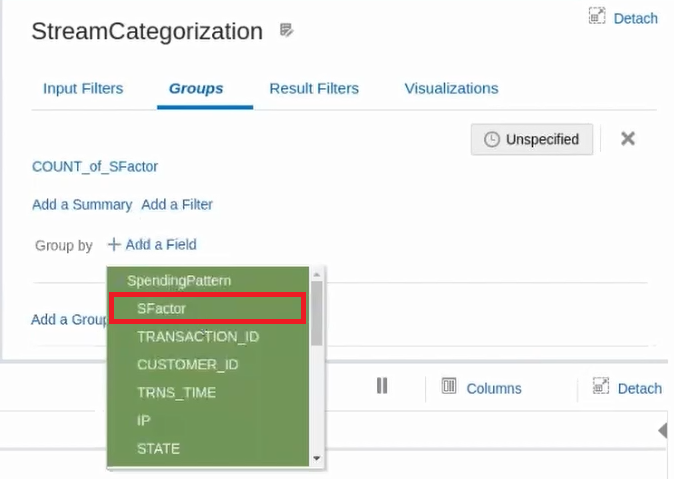 StreamCategorization
Detach
Input Filters Groups Result Filters Visualizations
Unspecified
COUNT_of_SFactor
Add a Summary Add a Filter
Group by Add a Field
SpendingPattern
SFactor
Add a Group
TRANSACTION_ID
CUSTOMER_ID
Columns Detach
TRNS_TIME
IP
STATE